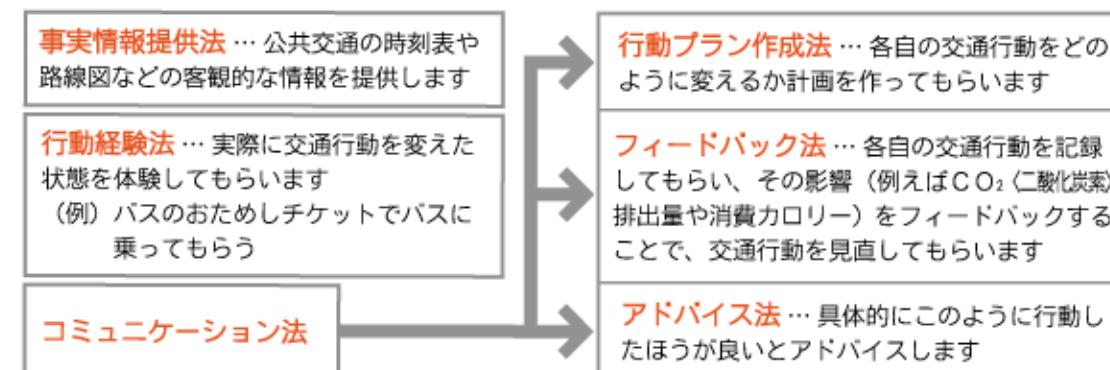 事実情報提供法 … 公共交通の時刻表や
路線図などの客観的な情報を提供します
行動経験法 … 実際に交通行動を変えた
状態を体験してもらいます
（例）バスのおためしチケットでバスに
乗ってもらう
コミュニケーション法
行動プラン作成法 … 各自の交通行動をどの
ように変えるか計画を作ってもらいます
フィードバック法 … 各自の交通行動を記録
してもらい、その影響（例えばＣＯ₂〈二酸化炭素〉
排出量や消費カロリー）をフィードバックする
ことで、交通行動を見直してもらいます
アドバイス法 … 具体的にこのように行動し
たほうが良いとアドバイスします